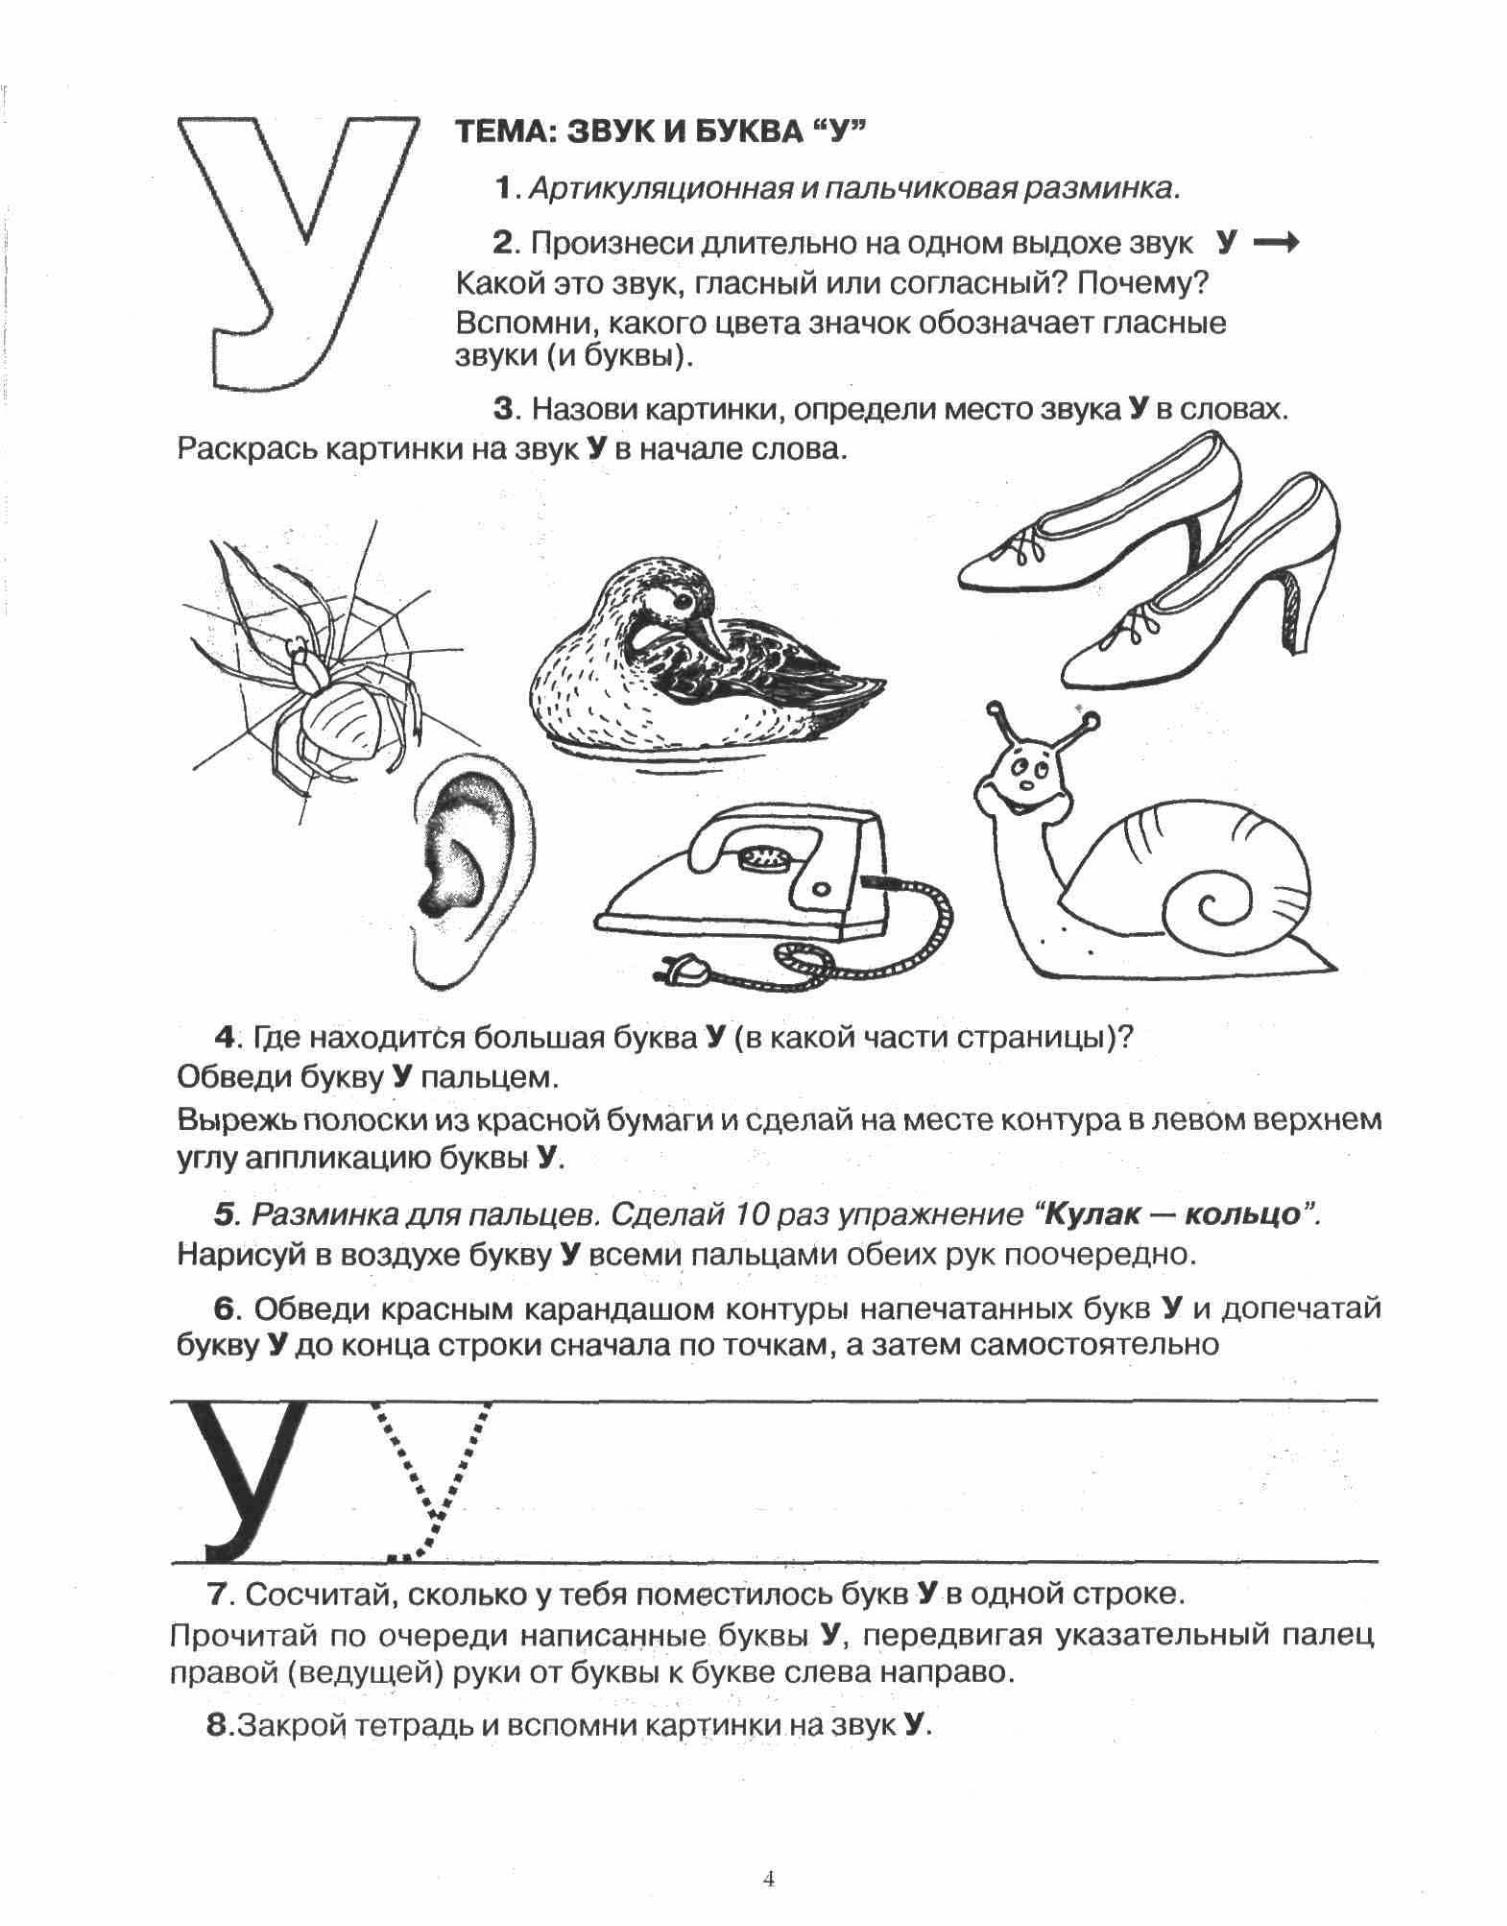 У
ТЕМА: ЗВУК И БУКВА “У”
1. Артикуляционная и пальчиковая разминка.
2. Произнеси длительно на одном выдохе звук У →
Какой это звук, гласный или согласный? Почему?
Вспомни, какого цвета значок обозначает гласные
звуки (и буквы).
3. Назови картинки, определи место звука У в словах.
Раскрась картинки на звук У в начале слова.
4. Где находится большая буква У (в какой части страницы)?
Обведи букву У пальцем.
Вырежь полоски из красной бумаги и сделай на месте контура в левом верхнем
углу аппликацию буквы У.
5. Разминка для пальцев. Сделай 10 раз упражнение “Кулак — кольцо”.
Нарисуй в воздухе букву У всеми пальцами обеих рук поочередно.
6. Обведи красным карандашом контуры напечатанных букв У и допечатай
букву У до конца строки сначала по точкам, а затем самостоятельно
У У
7. Сосчитай, сколько у тебя поместилось букв У в одной строке.
Прочитай по очереди написанные буквы У, передвигая указательный палец
правой (ведущей) руки от буквы к букве слева направо.
8.Закрой тетрадь и вспомни картинки на звук У.
4